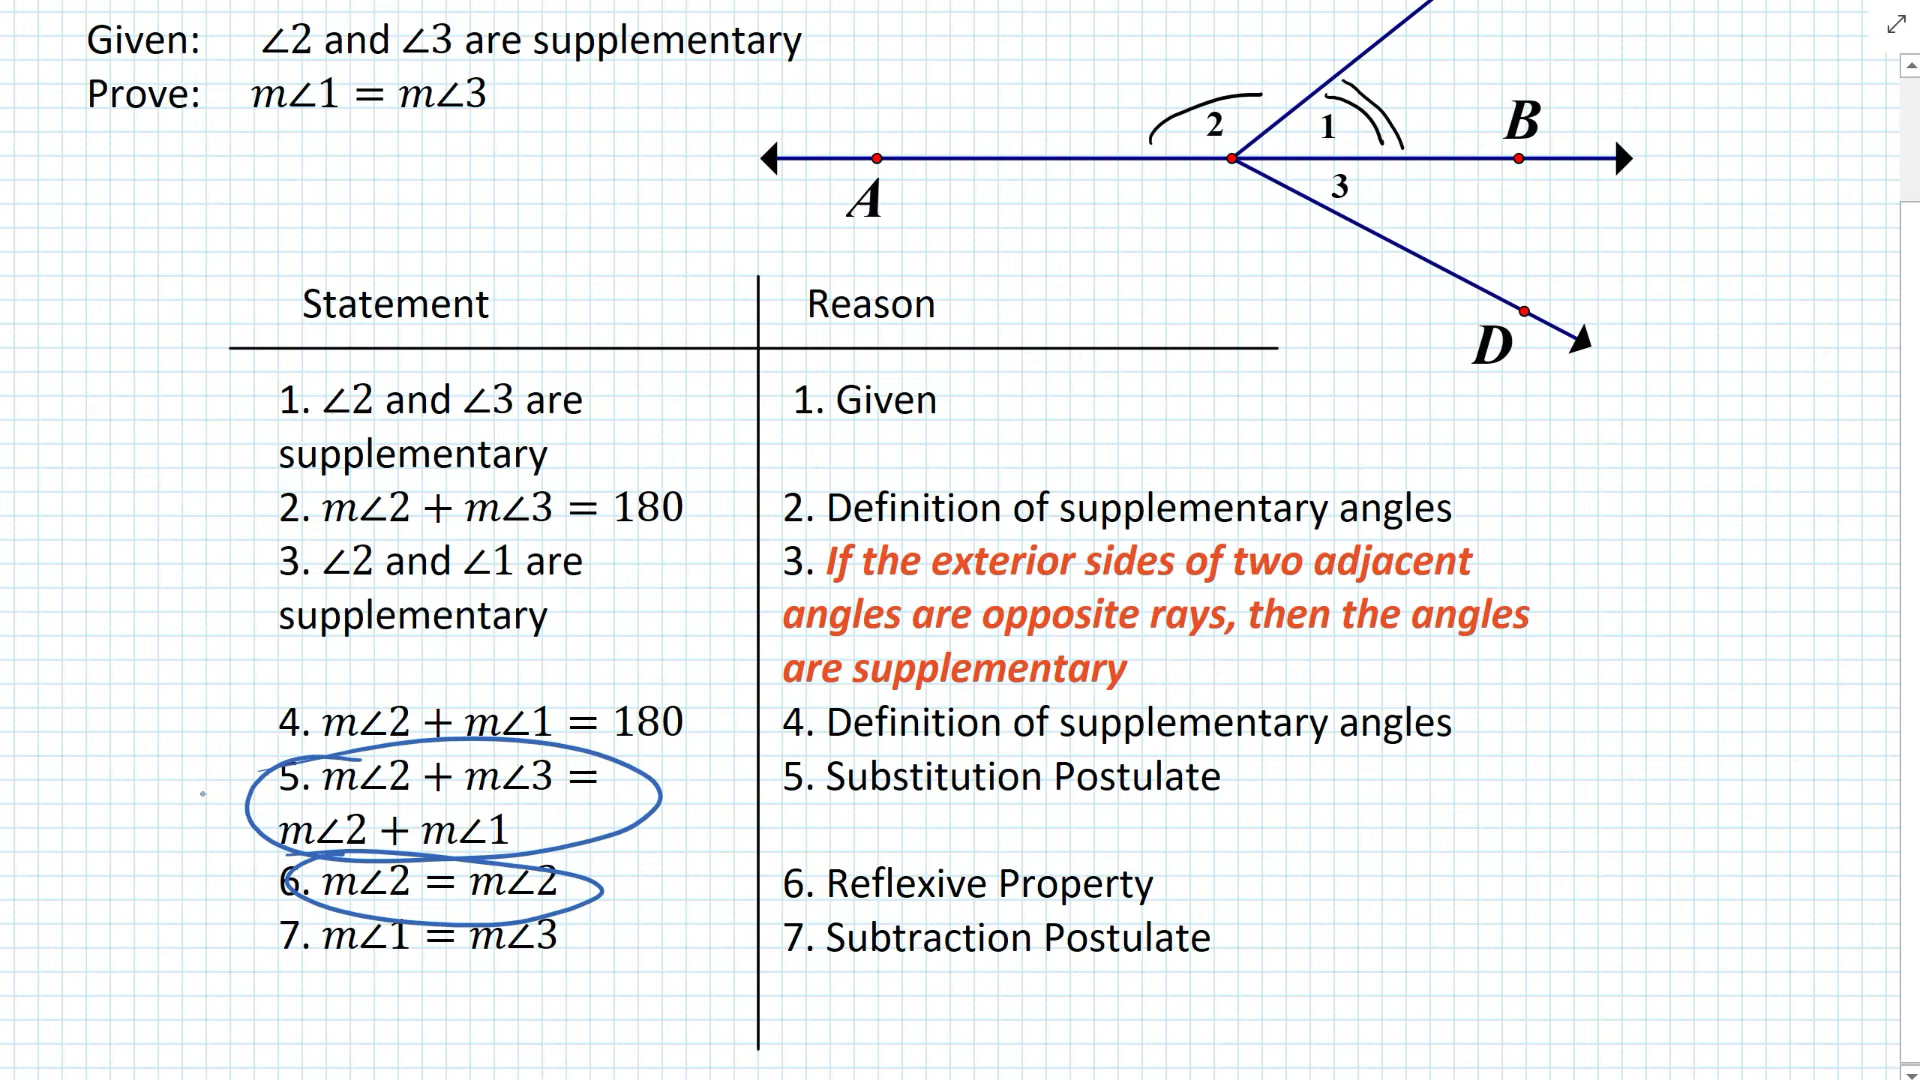 Given: ∠2 and ∠3 are supplementary
Prove: m∠1 = m∠3
2
1
B
A
3
D
Statement
Reason
1. ∠2 and ∠3 are
supplementary
1. Given
2. m∠2 + m∠3 = 180
2. Definition of supplementary angles
3. ∠2 and ∠1 are
supplementary
3. If the exterior sides of two adjacent
angles are opposite rays, then the angles
are supplementary
4. m∠2 + m∠1 = 180
4. Definition of supplementary angles
5. m∠2 + m∠3 =
m∠2 + m∠1
5. Substitution Postulate
6. m∠2 = m∠2
6. Reflexive Property
7. m∠1 = m∠3
7. Subtraction Postulate